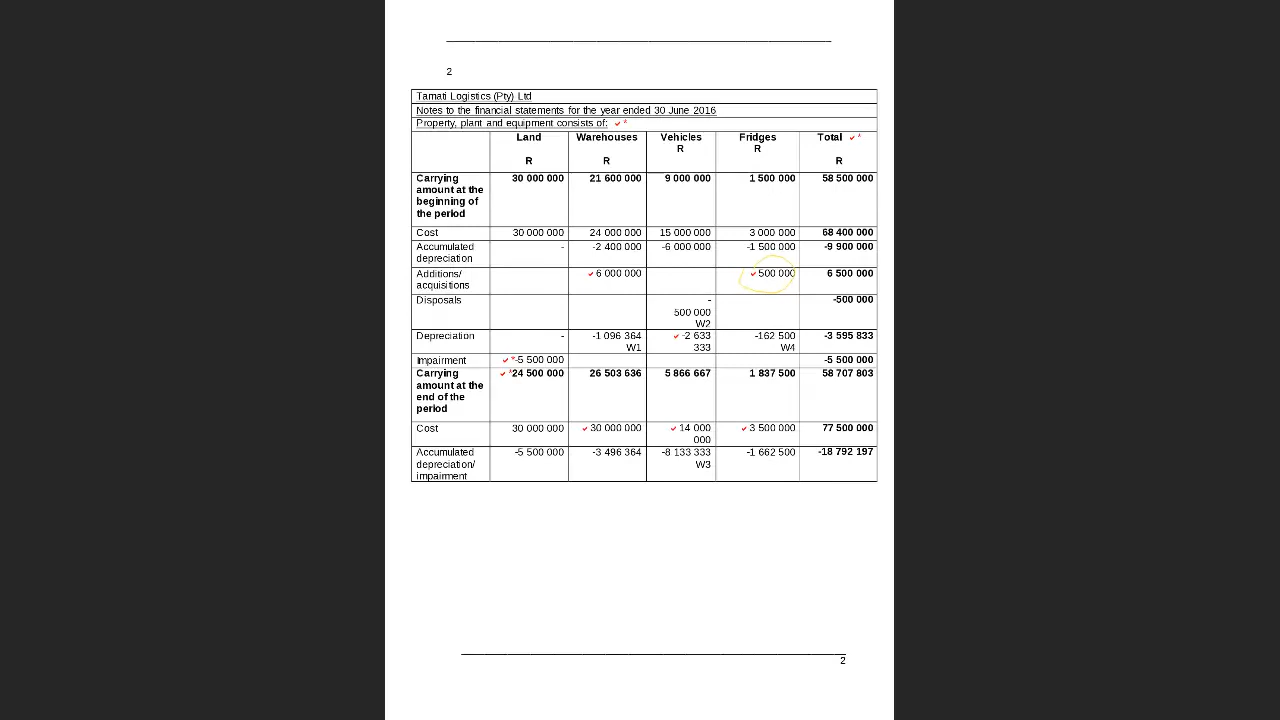 2
Tamati Logistics (Pty) Ltd
Notes to the financial statements for the year ended 30 June 2016
Property, plant and equipment consists of: ✓*
Land Warehouses Vehicles Fridges Total ✓*
R R
R R R
Carrying 30 000 000 21 600 000 9 000 000 1 500 000 58 500 000
amount at the
beginning of
the period
Cost 30 000 000 24 000 000 15 000 000 3 000 000 68 400 000
Accumulated - -2 400 000 -6 000 000 -1 500 000 -9 900 000
depreciation
Additions/ ✓6 000 000 ✓500 000 6 500 000
acquisitions
Disposals - -500 000
500 000
W2
Depreciation - -1 096 364 ✓-2 633 -162 500 -3 595 833
W1 333 W4
Impairment ✓*-5 500 000 -5 500 000
Carrying ✓*24 500 000 26 503 636 5 866 667 1 837 500 58 707 803
amount at the
end of the
period
Cost 30 000 000 ✓30 000 000 ✓14 000 ✓3 500 000 77 500 000
000
Accumulated -5 500 000 -3 496 364 -8 133 333 -1 662 500 -18 792 197
depreciation/ W3
impairment
2